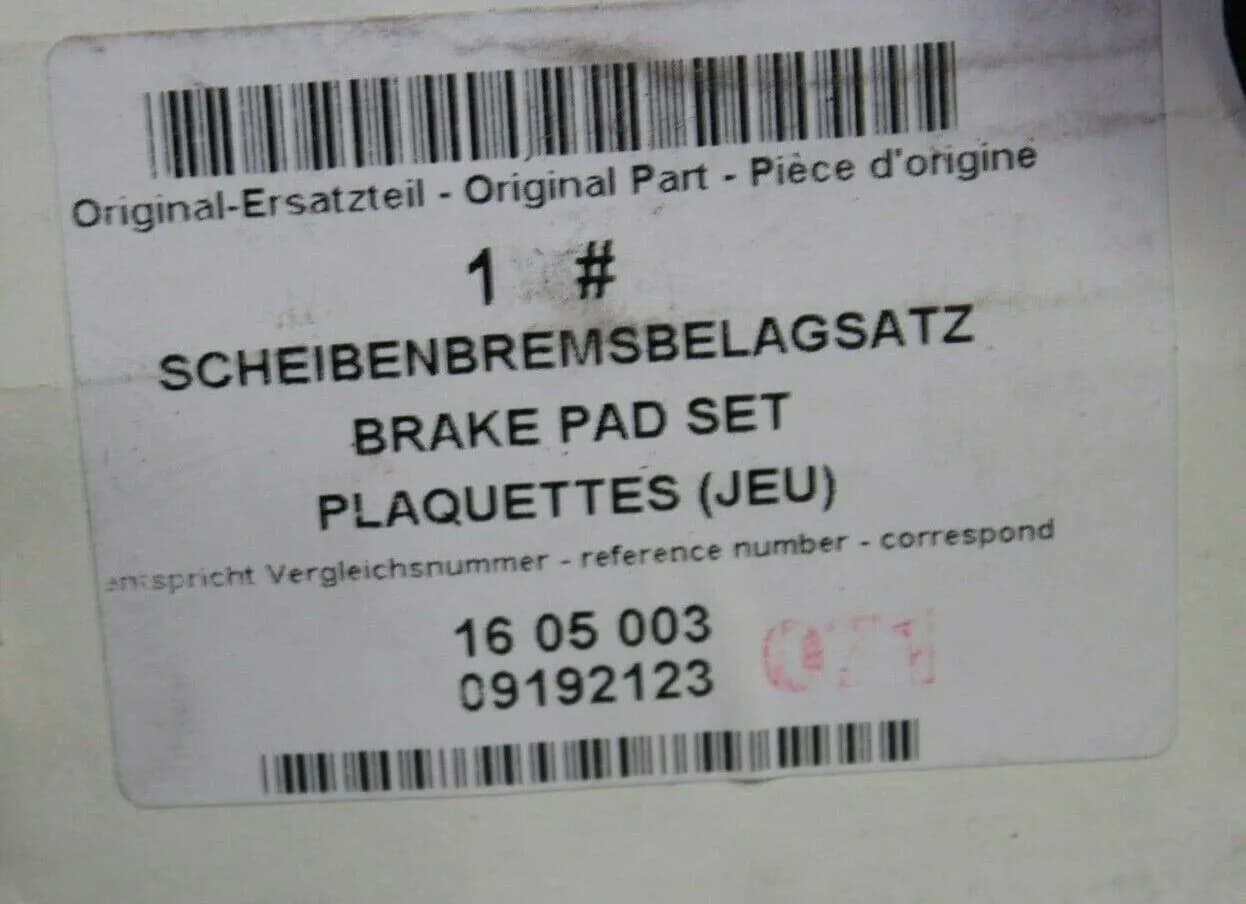 Original-Ersatzteil - Original Part - Pièce d'origine
1 #
SCHEIBENBREMSBELAGSATZ
BRAKE PAD SET
PLAQUETTES (JEU)
entspricht Vergleichsnummer - reference number - correspond
16 05 003
09192123